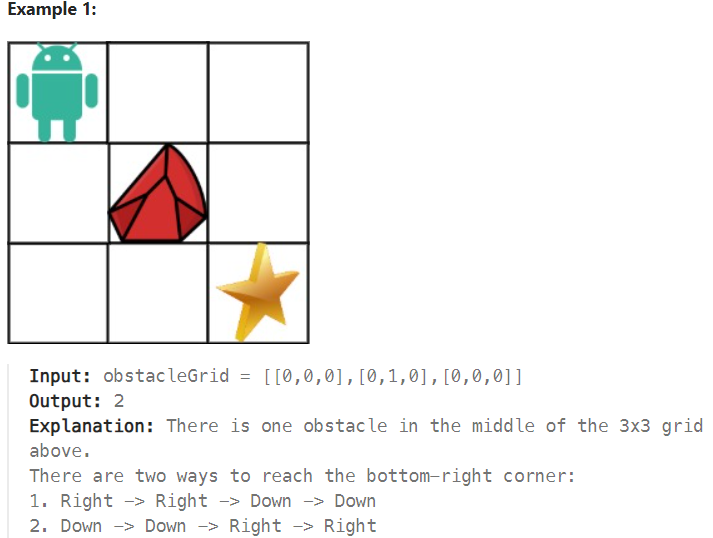 Example 1:
Input: obstacleGrid = [[0,0,0],[0,1,0],[0,0,0]]
Output: 2
Explanation: There is one obstacle in the middle of the 3x3 grid
above.
There are two ways to reach the bottom-right corner:
1. Right -> Right -> Down -> Down
2. Down -> Down -> Right -> Right